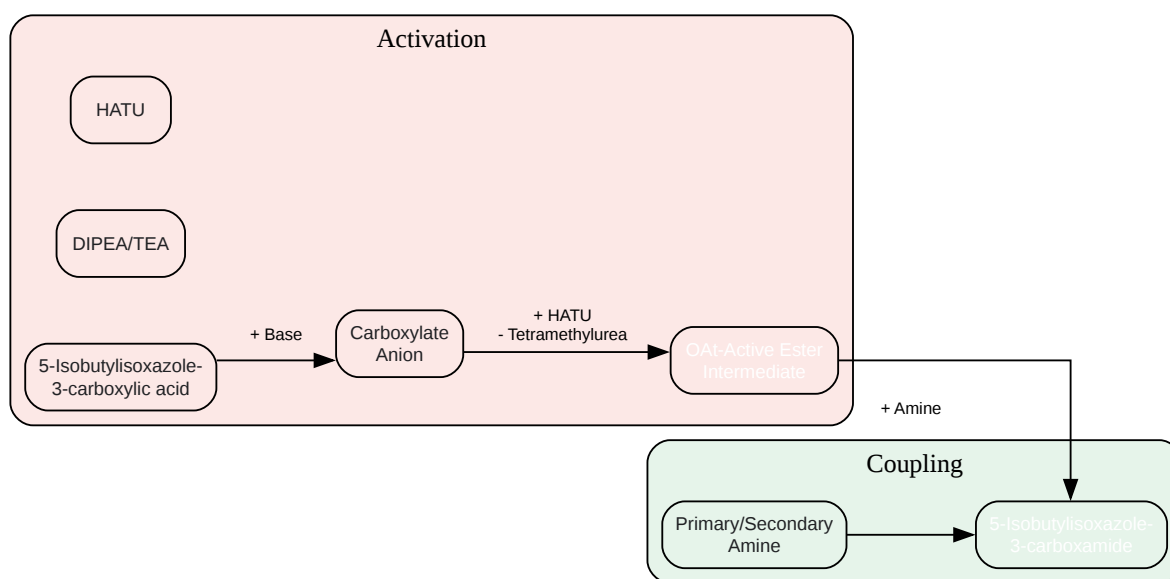 Activation
HATU
DIPEA/TEA
5-Isobutylisoxazole-
3-carboxylic acid
+ Base
Carboxylate
Anion
+ HATU
- Tetramethylurea
OAt-Active Ester
Intermediate
+ Amine
Coupling
Primary/Secondary
Amine
5-Isobutylisoxazole-
3-carboxamide